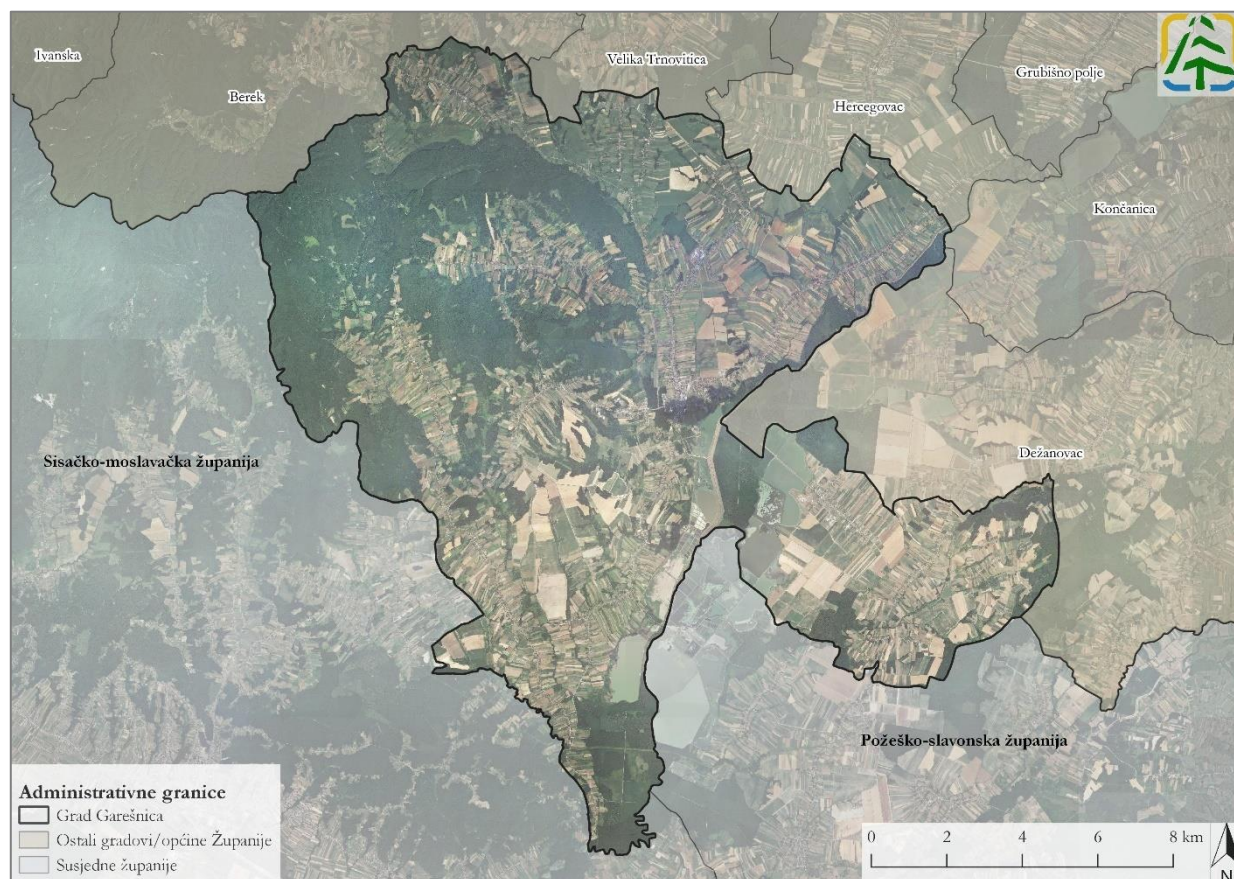 Ivanska
Velika Trnovitica
Grubišno polje
Berek
Hercegovac
Končanica
Dežanovac
Sisačko-moslavačka županija
Požeško-slavonska županija
Administrativne granice
Grad Garešnica
Ostali gradovi/općine Županije
Susjedne županije
0 2 4 6 8 km
N